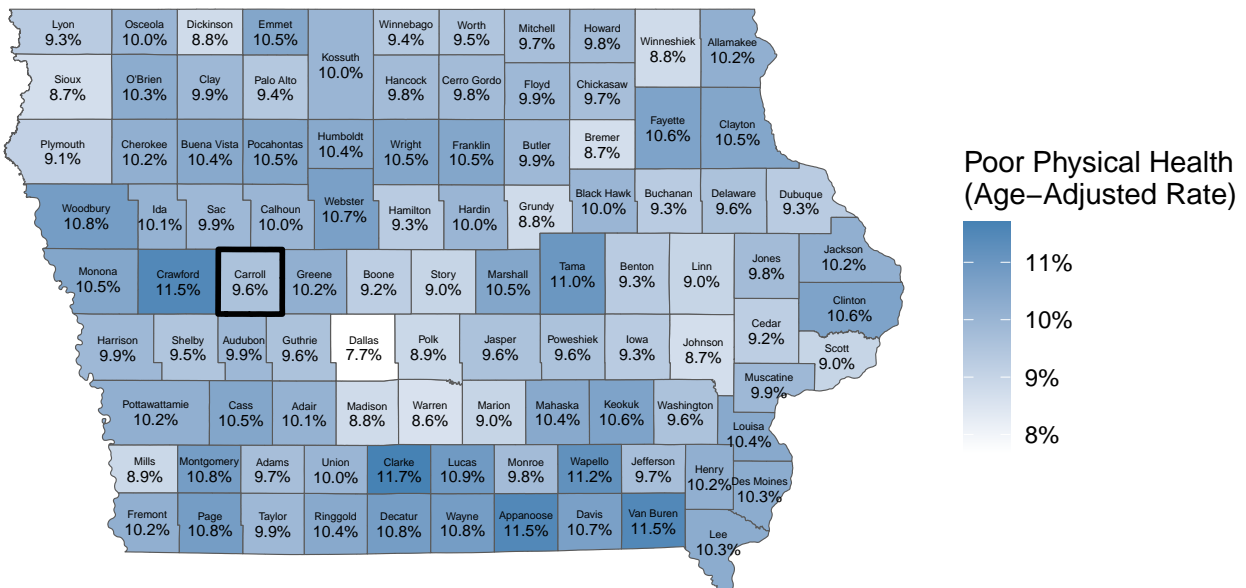 Lyon
9.3%
Osceola
10.0%
Dickinson
8.8%
Emmet
10.5%
Kossuth
10.0%
Winnebago
9.4%
Worth
9.5%
Mitchell
9.7%
Howard
9.8%
Winneshiek
8.8%
Allamakee
10.2%
Sioux
8.7%
O'Brien
10.3%
Clay
9.9%
Palo Alto
9.4%
Hancock
9.8%
Cerro Gordo
9.8%
Floyd
9.9%
Chickasaw
9.7%
Fayette
10.6%
Clayton
10.5%
Plymouth
9.1%
Cherokee
10.2%
Buena Vista
10.4%
Pocahontas
10.5%
Humboldt
10.4%
Wright
10.5%
Franklin
10.5%
Butler
9.9%
Bremer
8.7%
Woodbury
10.8%
Ida
10.1%
Sac
9.9%
Calhoun
10.0%
Webster
10.7%
Hamilton
9.3%
Hardin
10.0%
Grundy
8.8%
Black Hawk
10.0%
Buchanan
9.3%
Delaware
9.6%
Dubuque
9.3%
Monona
10.5%
Crawford
11.5%
Carroll
9.6%
Greene
10.2%
Boone
9.2%
Story
9.0%
Marshall
10.5%
Tama
11.0%
Benton
9.3%
Linn
9.0%
Jones
9.8%
Jackson
10.2%
Clinton
10.6%
Harrison
9.9%
Shelby
9.5%
Audubon
9.9%
Guthrie
9.6%
Dallas
7.7%
Polk
8.9%
Jasper
9.6%
Poweshiek
9.6%
Iowa
9.3%
Johnson
8.7%
Cedar
9.2%
Scott
9.0%
Muscatine
9.9%
Pottawattamie
10.2%
Cass
10.5%
Adair
10.1%
Madison
8.8%
Warren
8.6%
Marion
9.0%
Mahaska
10.4%
Keokuk
10.6%
Washington
9.6%
Louisa
10.4%
Mills
8.9%
Montgomery
10.8%
Adams
9.7%
Union
10.0%
Clarke
11.7%
Lucas
10.9%
Monroe
9.8%
Wapello
11.2%
Jefferson
9.7%
Henry
10.2%
Des Moines
10.3%
Fremont
10.2%
Page
10.8%
Taylor
9.9%
Ringgold
10.4%
Decatur
10.8%
Wayne
10.8%
Appanoose
11.5%
Davis
10.7%
Van Buren
11.5%
Lee
10.3%
Poor Physical Health
(Age−Adjusted Rate)
11%
10%
9%
8%